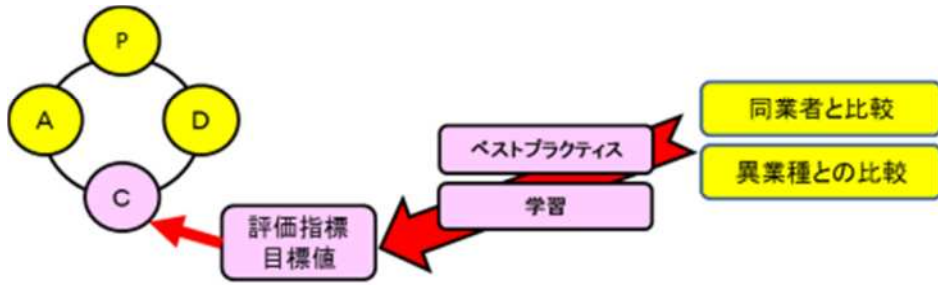 P
A
D
C
評価指標
目標値
ベストプラクティス
学習
同業者と比較
異業種との比較